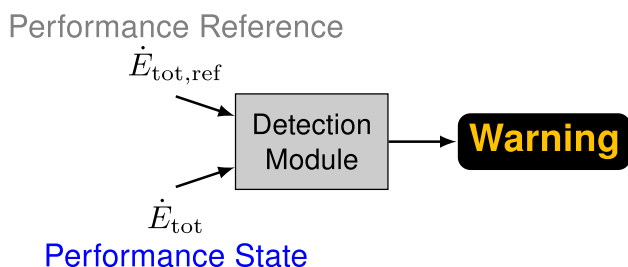 Performance Reference
Ė_tot,ref
Detection
Module
Warning
Ė_tot
Performance State